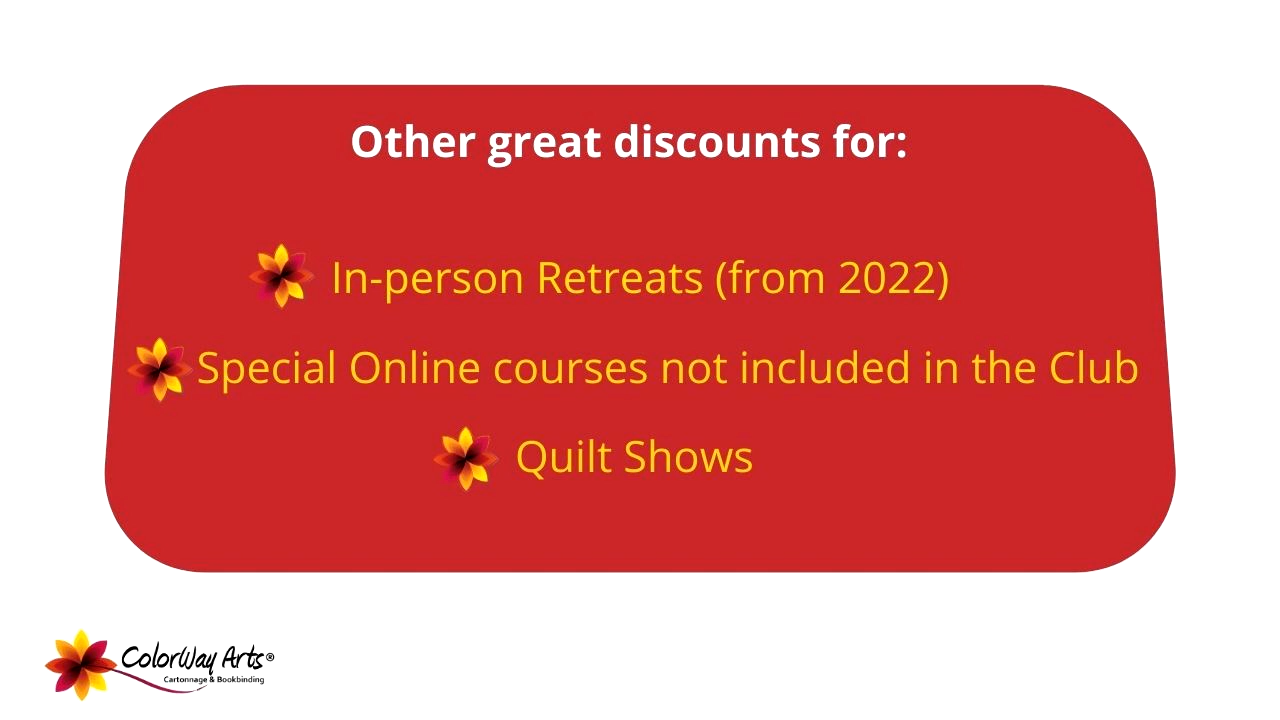 Other great discounts for:
In-person Retreats (from 2022)
Special Online courses not included in the Club
Quilt Shows
ColorWay Arts®
Cartonnage & Bookbinding